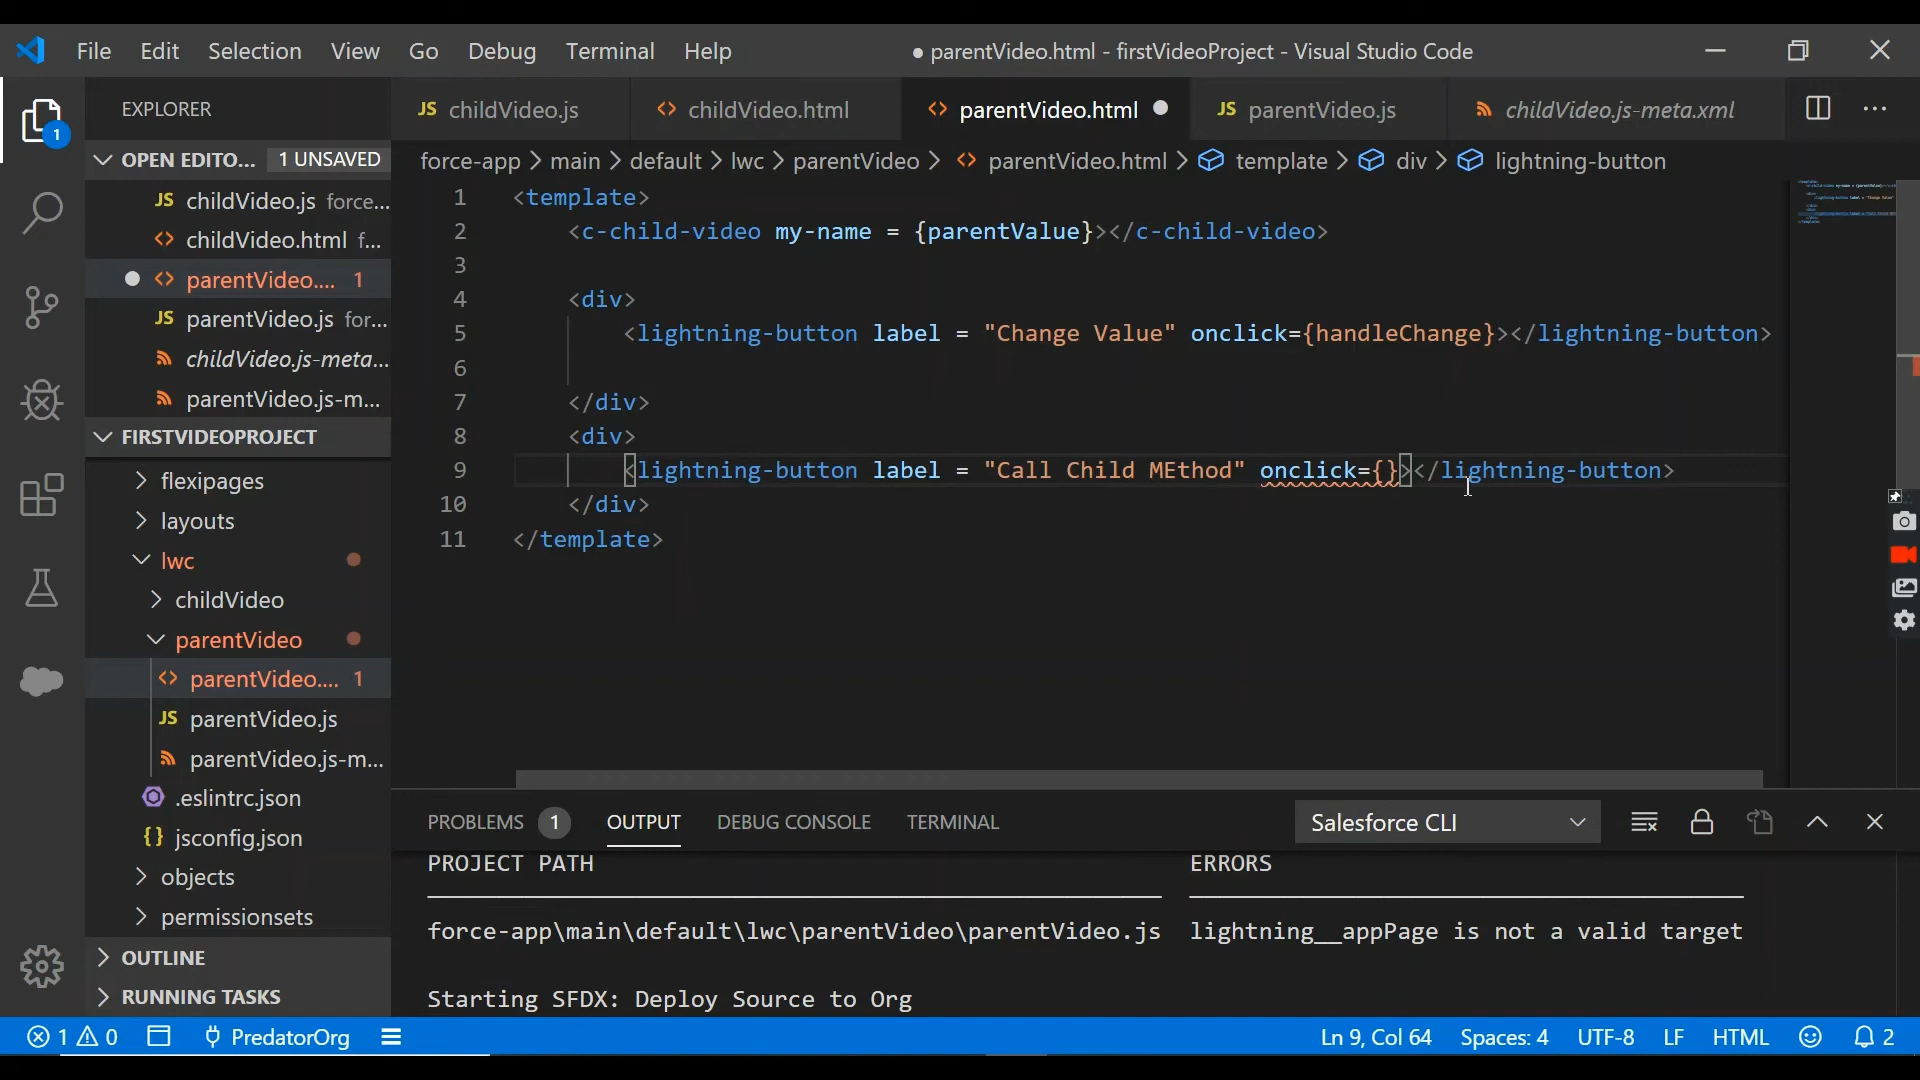 File Edit Selection View Go Debug Terminal Help
● parentVideo.html - firstVideoProject - Visual Studio Code
EXPLORER
1
OPEN EDITO... 1 UNSAVED
JS childVideo.js force...
childVideo.html f...
parentVideo.... 1
JS parentVideo.js for...
childVideo.js-meta...
parentVideo.js-m...
FIRSTVIDEOPROJECT
flexipages
layouts
lwc
childVideo
parentVideo
parentVideo.... 1
JS parentVideo.js
parentVideo.js-m...
.eslintrc.json
{} jsconfig.json
objects
permissionsets
OUTLINE
RUNNING TASKS
JS childVideo.js
childVideo.html
parentVideo.html
JS parentVideo.js
childVideo.js-meta.xml
force-app > main > default > lwc > parentVideo > parentVideo.html > template > div > lightning-button
1 <template>
2 <c-child-video my-name = {parentValue}></c-child-video>
3
4 <div>
5 <lightning-button label = "Change Value" onclick={handleChange}></lightning-button>
6
7 </div>
8 <div>
9 <lightning-button label = "Call Child MEthod" onclick={}></lightning-button>
10 </div>
11 </template>
PROBLEMS 1 OUTPUT DEBUG CONSOLE TERMINAL
Salesforce CLI
PROJECT PATH ERRORS
force-app\main\default\lwc\parentVideo\parentVideo.js lightning__appPage is not a valid target
Starting SFDX: Deploy Source to Org
1 0 PredatorOrg
Ln 9, Col 64 Spaces: 4 UTF-8 LF HTML 2